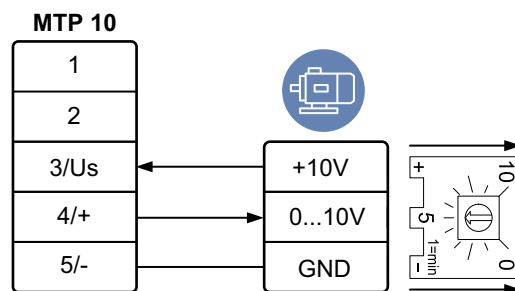 MTP 10
1
2
3/Us
4/+
5/-
+10V
0...10V
GND
+ 5 -
1=min
10
0